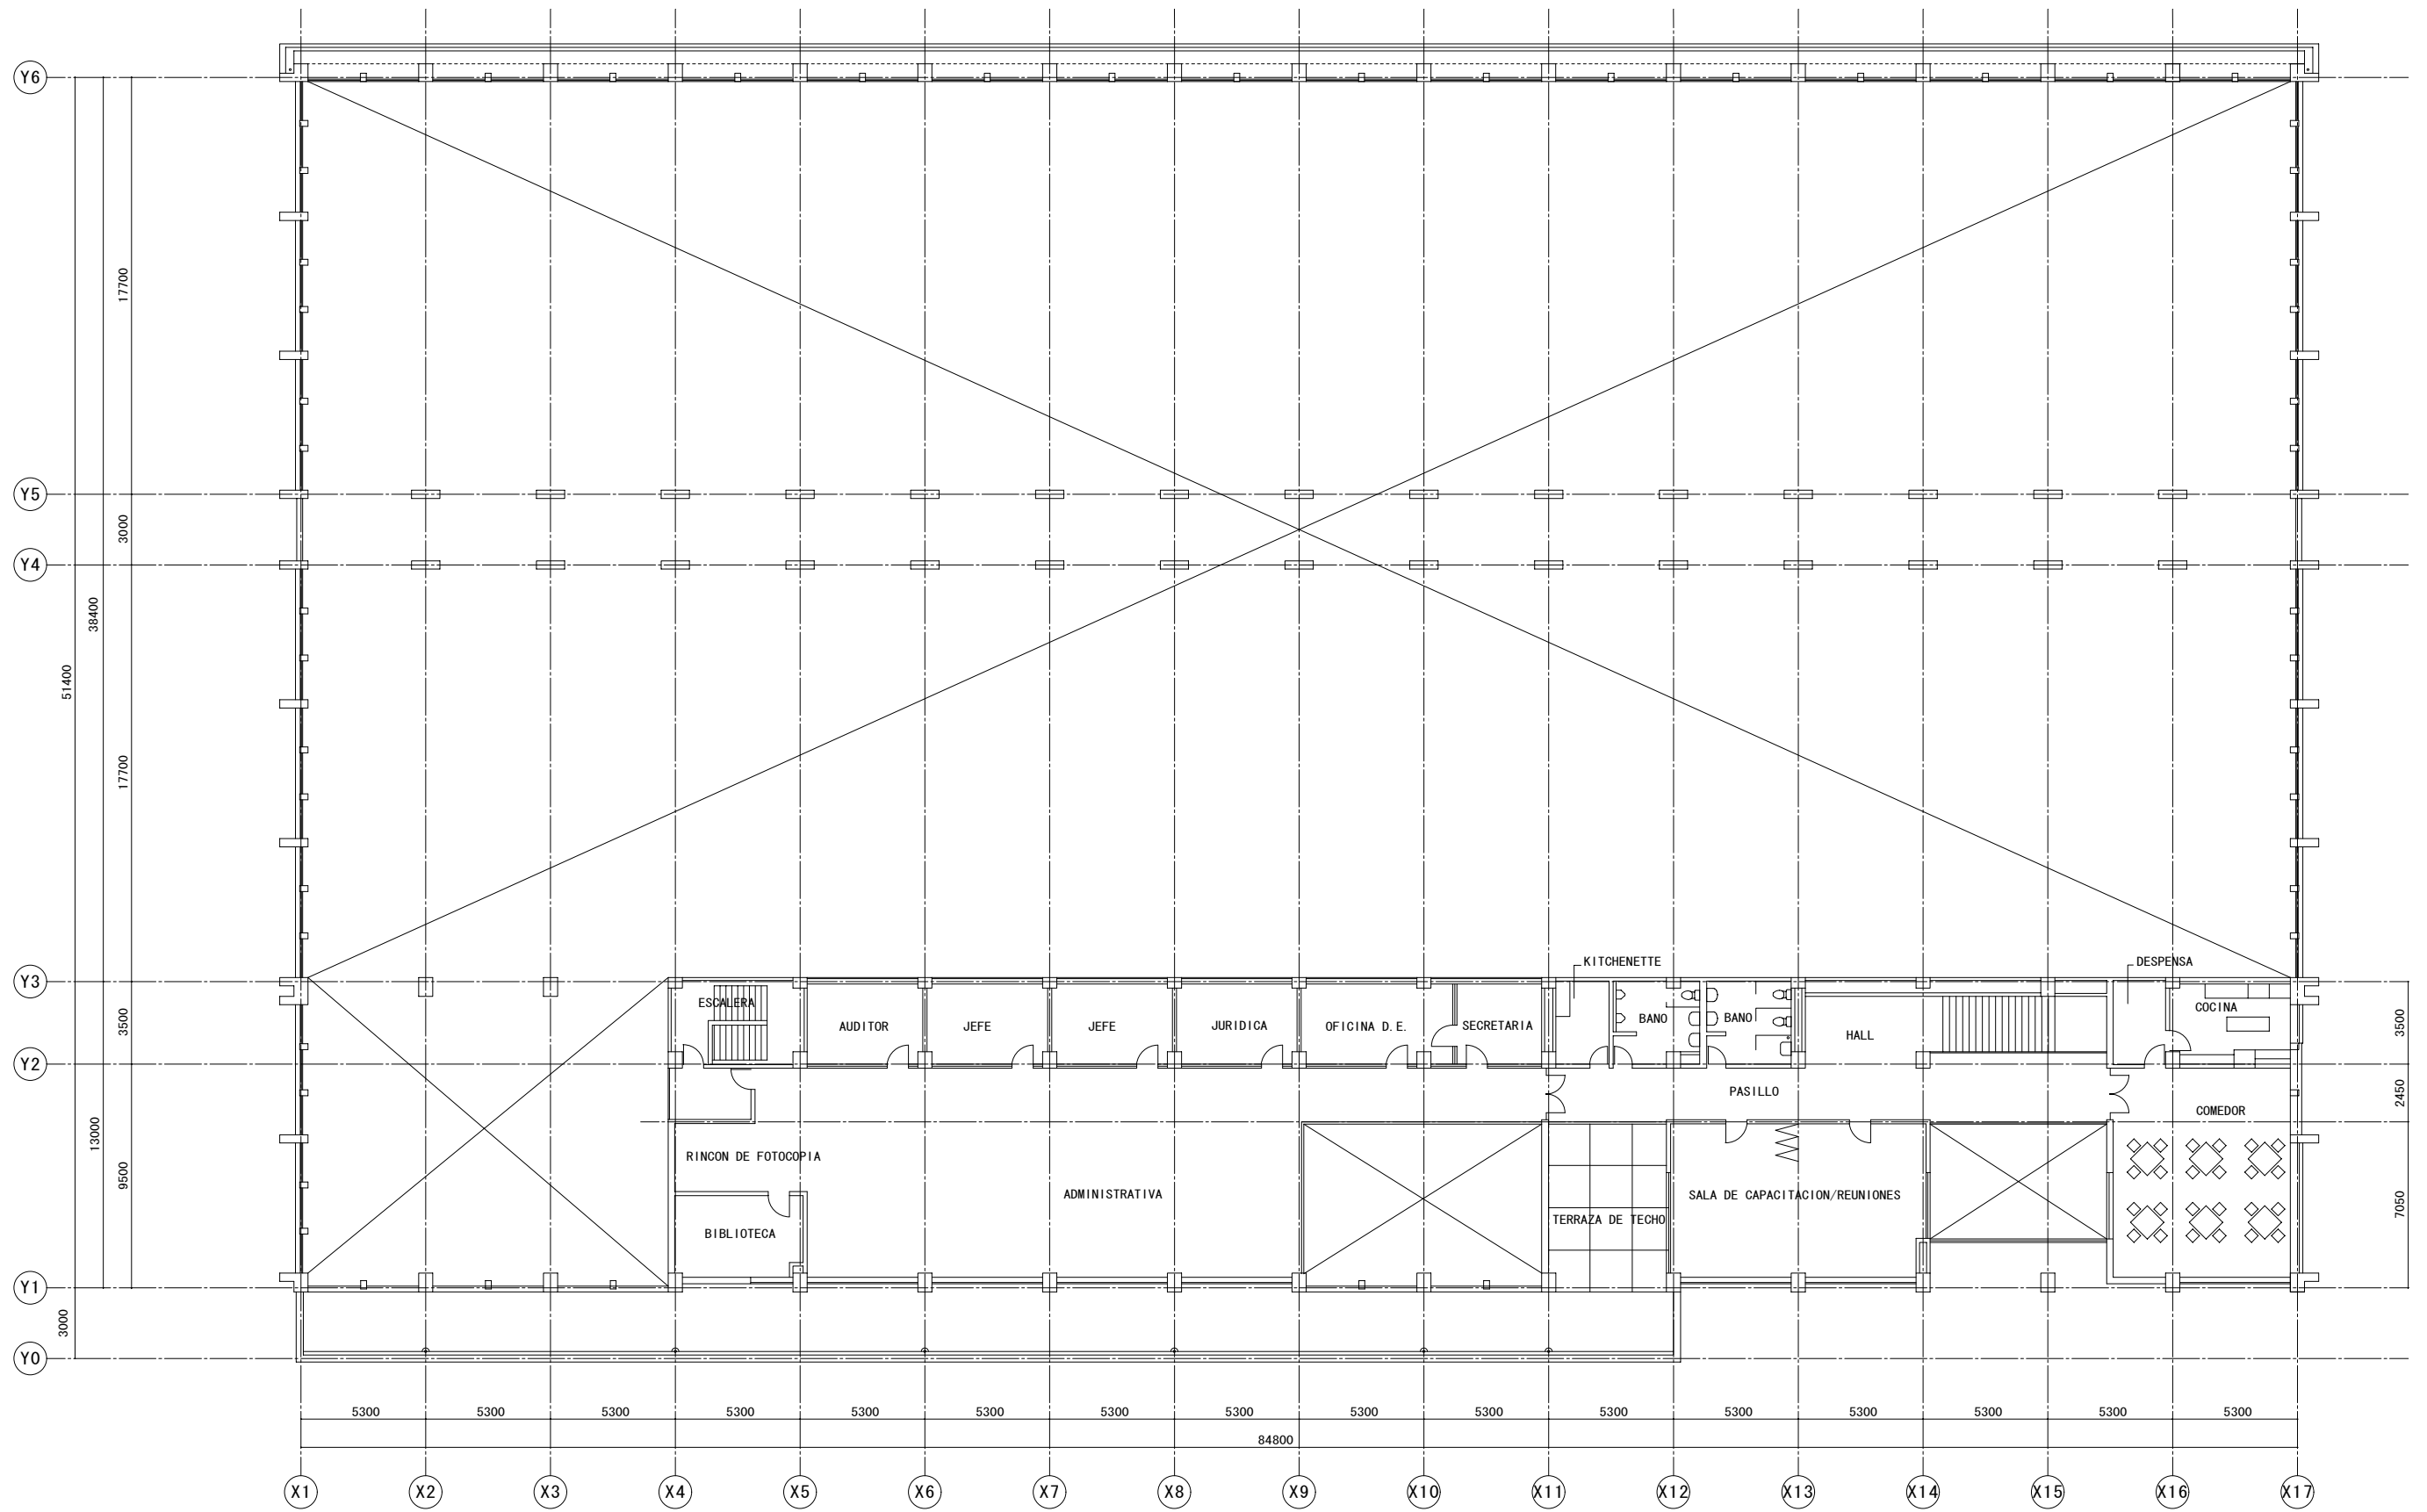 Y6
17700
Y5
3000
Y4
38400
51400
17700
KITCHENETTE
DESPENSA
Y3
ESCALERA
COCINA
3500
AUDITOR
JEFE
JEFE
JURIDICA
OFICINA D.E.
SECRETARIA
BANO
BANO
HALL
3500
Y2
PASILLO
2450
COMEDOR
13000
9500
RINCON DE FOTOCOPIA
ADMINISTRATIVA
SALA DE CAPACITACION/REUNIONES
7050
BIBLIOTECA
TERRAZA DE TECHO
Y1
3000
Y0
5300 5300 5300 5300 5300 5300 5300 5300 5300 5300 5300 5300 5300 5300 5300 5300
84800
X1 X2 X3 X4 X5 X6 X7 X8 X9 X10 X11 X12 X13 X14 X15 X16 X17